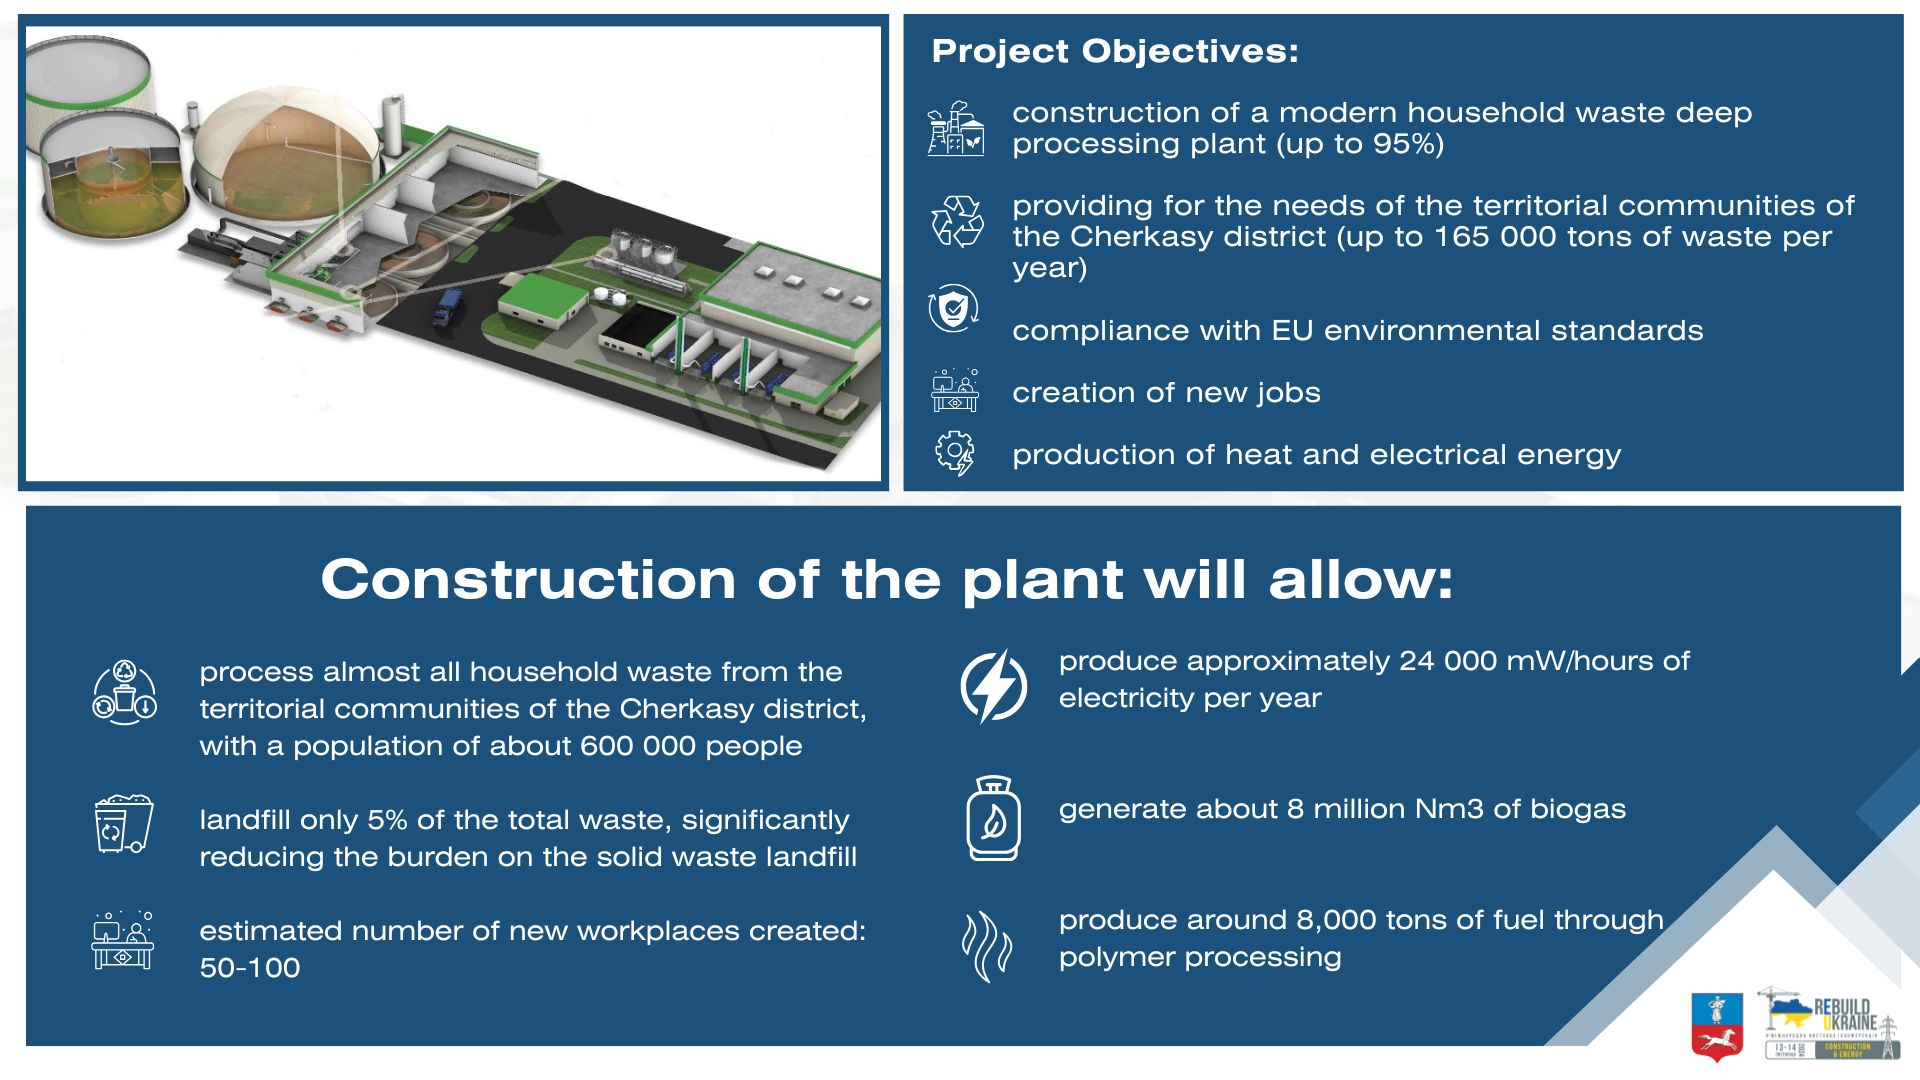 Project Objectives:
construction of a modern household waste deep
processing plant (up to 95%)
providing for the needs of the territorial communities of
the Cherkasy district (up to 165 000 tons of waste per
year)
compliance with EU environmental standards
creation of new jobs
production of heat and electrical energy
Construction of the plant will allow:
process almost all household waste from the
territorial communities of the Cherkasy district,
with a population of about 600 000 people
landfill only 5% of the total waste, significantly
reducing the burden on the solid waste landfill
estimated number of new workplaces created:
50-100
produce approximately 24 000 mW/hours of
electricity per year
generate about 8 million Nm3 of biogas
produce around 8,000 tons of fuel through
polymer processing
REBUILD
UKRAINE
13-14
2024
CONSTRUCTION
& ENERGY